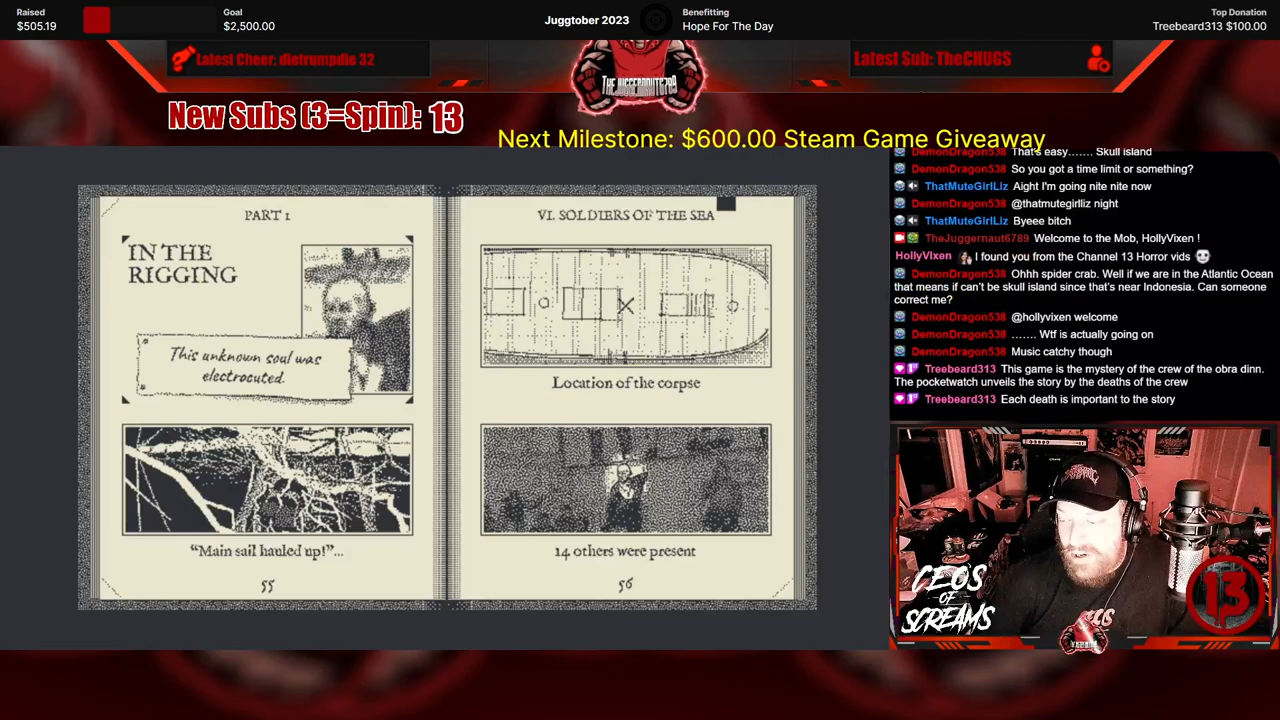 Raised
$505.19
Goal
$2,500.00
Juggtober 2023
Benefitting
Hope For The Day
Top Donation
Treebeard313 $100.00
Latest Cheer: dietrumpdie 32
THEJUGGERNAUT6789
Latest Sub: TheCHUGS
New Subs (3=Spin): 13
Next Milestone: $600.00 Steam Game Giveaway
PART 1
IN THE
RIGGING
This unknown soul was
electrocuted.
"Main sail hauled up!"...
55
VI. SOLDIERS OF THE SEA
Location of the corpse
14 others were present
56
DemonDragon538 That's easy....... Skull island
DemonDragon538 So you got a time limit or something?
ThatMuteGirlLiz Aight I'm going nite nite now
DemonDragon538 @thatmutegirlliz night
ThatMuteGirlLiz Byeee bitch
TheJuggernaut6789 Welcome to the Mob, HollyVixen !
HollyVixen I found you from the Channel 13 Horror vids
DemonDragon538 Ohhh spider crab. Well if we are in the Atlantic Ocean
that means if can't be skull island since that's near Indonesia. Can someone
correct me?
DemonDragon538 @hollyvixen welcome
DemonDragon538 ....... Wtf is actually going on
DemonDragon538 Music catchy though
Treebeard313 This game is the mystery of the crew of the obra dinn.
The pocketwatch unveils the story by the deaths of the crew
Treebeard313 Each death is important to the story
CEOS
OF
SCREAMS
13